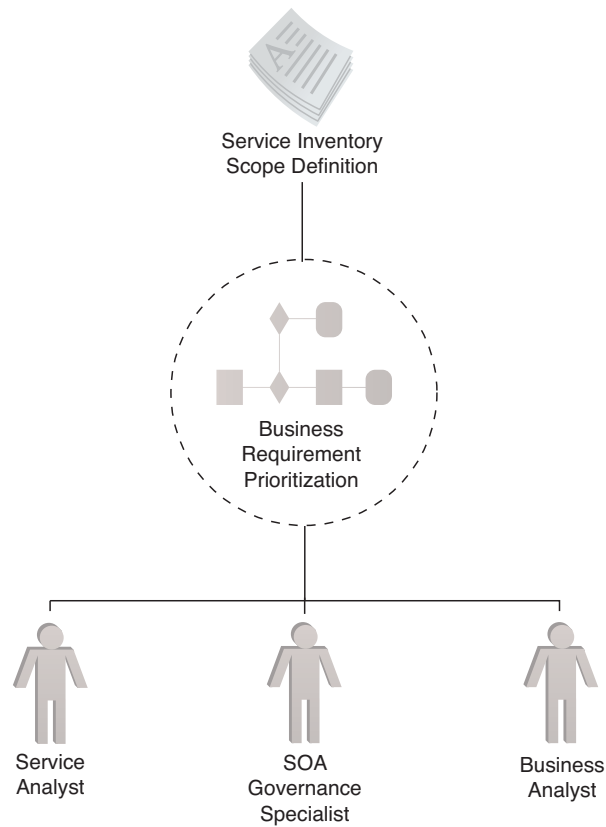 A
Service Inventory
Scope Definition
Business
Requirement
Prioritization
Service
Analyst
SOA
Governance
Specialist
Business
Analyst